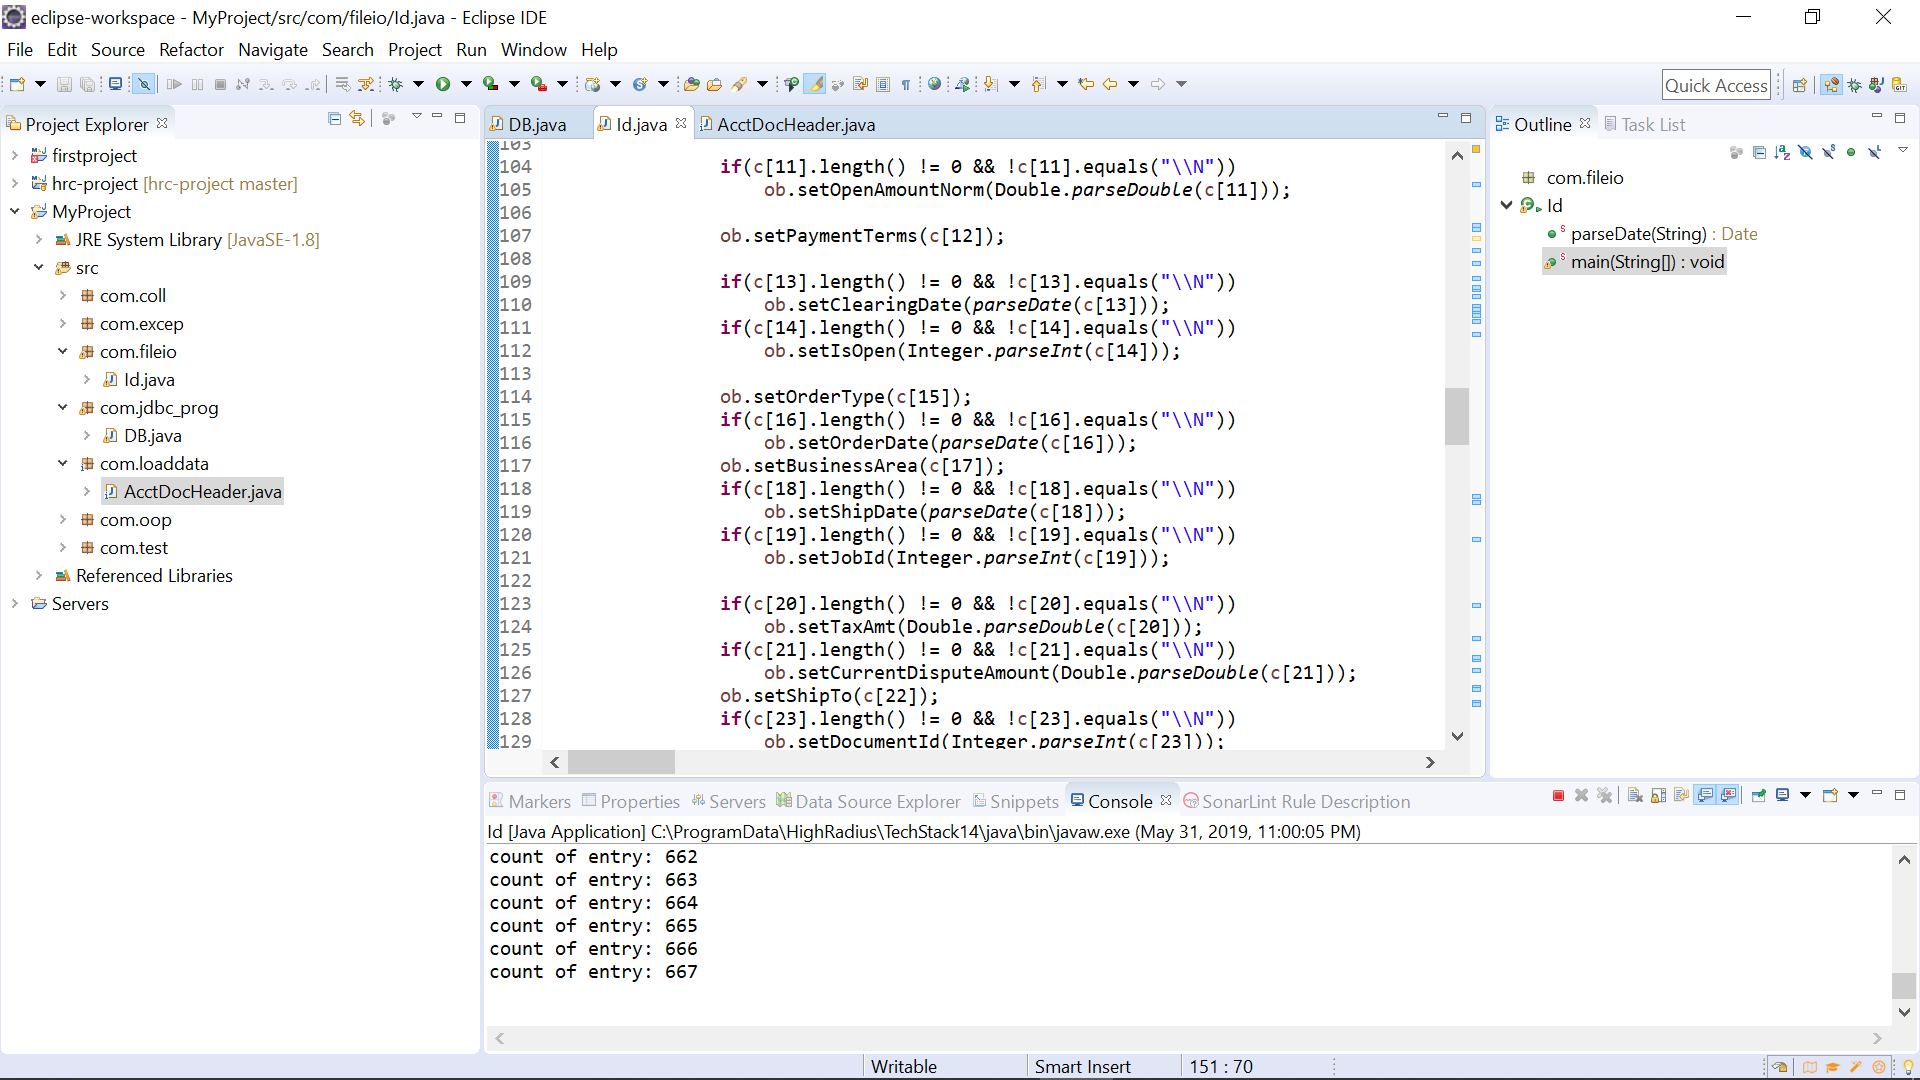 eclipse-workspace - MyProject/src/com/fileio/Id.java - Eclipse IDE
File Edit Source Refactor Navigate Search Project Run Window Help
Quick Access
Project Explorer
firstproject
hrc-project [hrc-project master]
MyProject
JRE System Library [JavaSE-1.8]
src
com.coll
com.excep
com.fileio
Id.java
com.jdbc_prog
DB.java
com.loaddata
AcctDocHeader.java
com.oop
com.test
Referenced Libraries
Servers
DB.java Id.java AcctDocHeader.java
103
104 if(c[11].length() != 0 && !c[11].equals("\\N"))
105 ob.setOpenAmountNorm(Double.parseDouble(c[11]));
106
107 ob.setPaymentTerms(c[12]);
108
109 if(c[13].length() != 0 && !c[13].equals("\\N"))
110 ob.setClearingDate(parseDate(c[13]));
111 if(c[14].length() != 0 && !c[14].equals("\\N"))
112 ob.setIsOpen(Integer.parseInt(c[14]));
113
114 ob.setOrderType(c[15]);
115 if(c[16].length() != 0 && !c[16].equals("\\N"))
116 ob.setOrderDate(parseDate(c[16]));
117 ob.setBusinessArea(c[17]);
118 if(c[18].length() != 0 && !c[18].equals("\\N"))
119 ob.setShipDate(parseDate(c[18]));
120 if(c[19].length() != 0 && !c[19].equals("\\N"))
121 ob.setJobId(Integer.parseInt(c[19]));
122
123 if(c[20].length() != 0 && !c[20].equals("\\N"))
124 ob.setTaxAmt(Double.parseDouble(c[20]));
125 if(c[21].length() != 0 && !c[21].equals("\\N"))
126 ob.setCurrentDisputeAmount(Double.parseDouble(c[21]));
127 ob.setShipTo(c[22]);
128 if(c[23].length() != 0 && !c[23].equals("\\N"))
129 ob.setDocumentId(Integer.parseInt(c[23]));
Outline Task List
com.fileio
Id
parseDate(String) : Date
main(String[]) : void
Markers Properties Servers Data Source Explorer Snippets Console SonarLint Rule Description
Id [Java Application] C:\ProgramData\HighRadius\TechStack14\java\bin\javaw.exe (May 31, 2019, 11:00:05 PM)
count of entry: 662
count of entry: 663
count of entry: 664
count of entry: 665
count of entry: 666
count of entry: 667
Writable Smart Insert 151 : 70